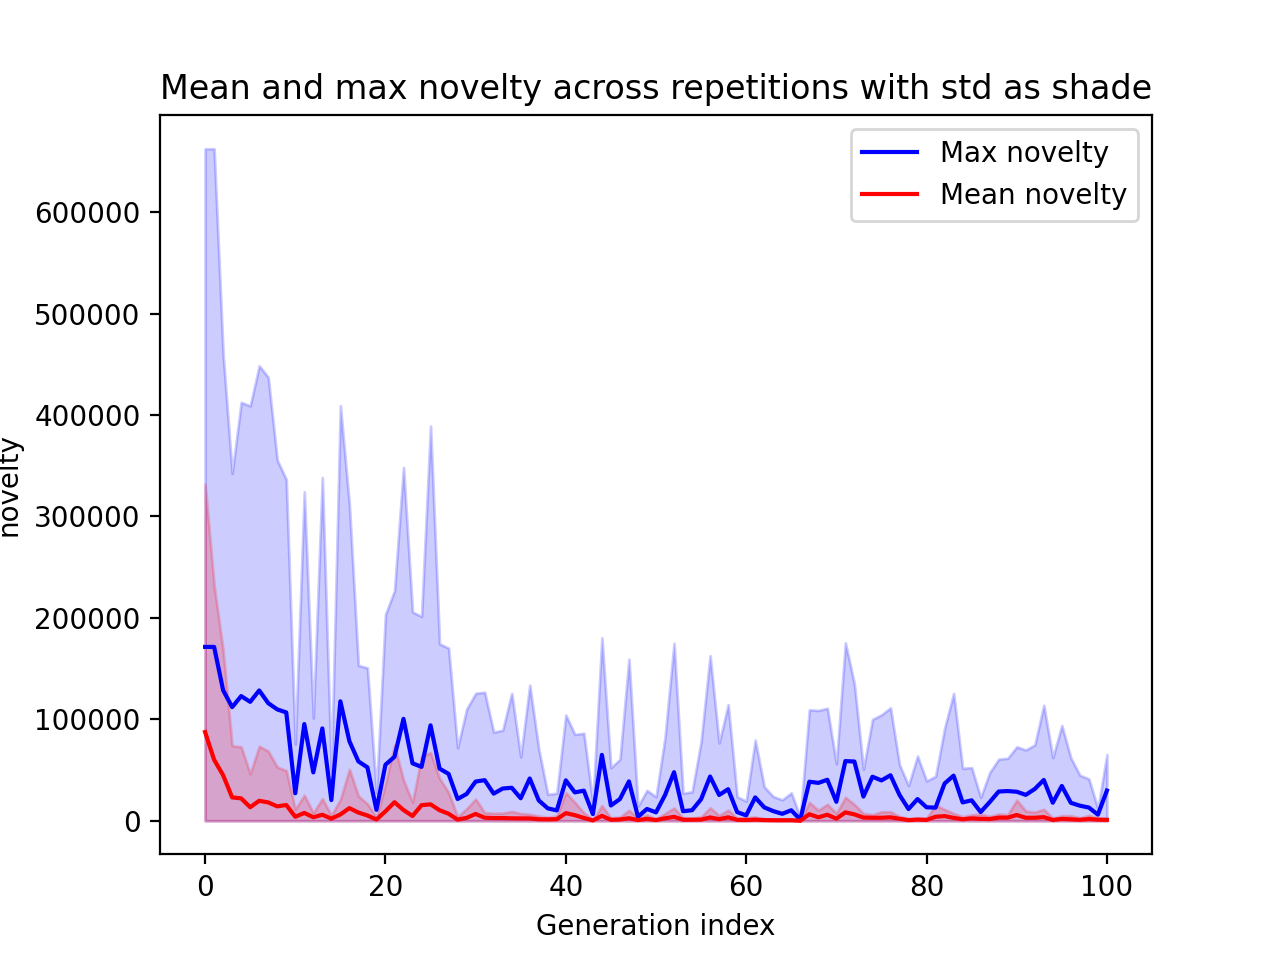 Mean and max novelty across repetitions with std as shade
Max novelty
Mean novelty
600000
500000
400000
300000
200000
100000
0
novelty
0 20 40 60 80 100
Generation index